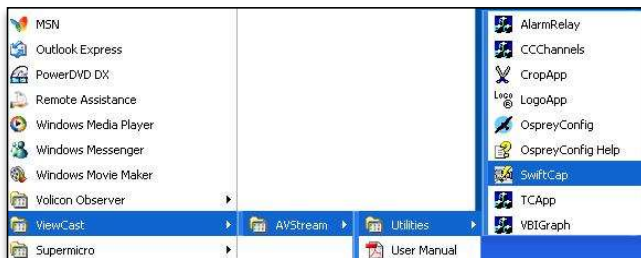 MSN
Outlook Express
PowerDVD DX
Remote Assistance
Windows Media Player
Windows Messenger
Windows Movie Maker
Volicon Observer
ViewCast
Supermicro
AVStream
Utilities
User Manual
AlarmRelay
CCChannels
CropApp
Logo
LogoApp
OspreyConfig
OspreyConfig Help
SwiftCap
TCApp
VBIGraph